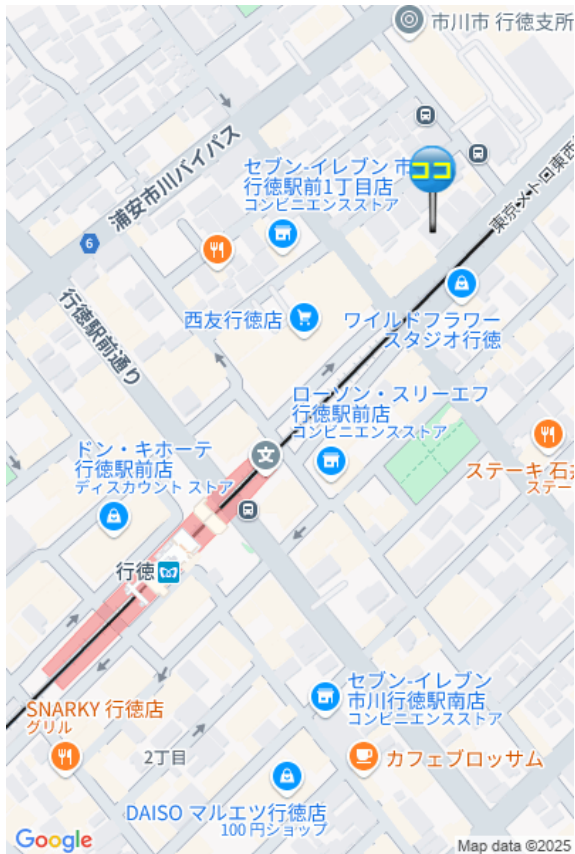 市川市 行徳支所
浦安市川バイパス
セブン-イレブン 市
行徳駅前1丁目店
コンビニエンスストア
ココ
東京メトロ東西
6
西友行徳店
ワイルドフラワー
スタジオ行徳
行徳駅前通り
ローソン・スリーエフ
行徳駅前店
コンビニエンスストア
文
ドン・キホーテ
行徳駅前店
ディスカウント ストア
ステーキ 石
ステー
行徳
セブン-イレブン
市川行徳駅南店
コンビニエンスストア
SNARKY 行徳店
グリル
2丁目
カフェブロッサム
DAISO マルエツ行徳店
100 円ショップ
Google
Map data ©2025